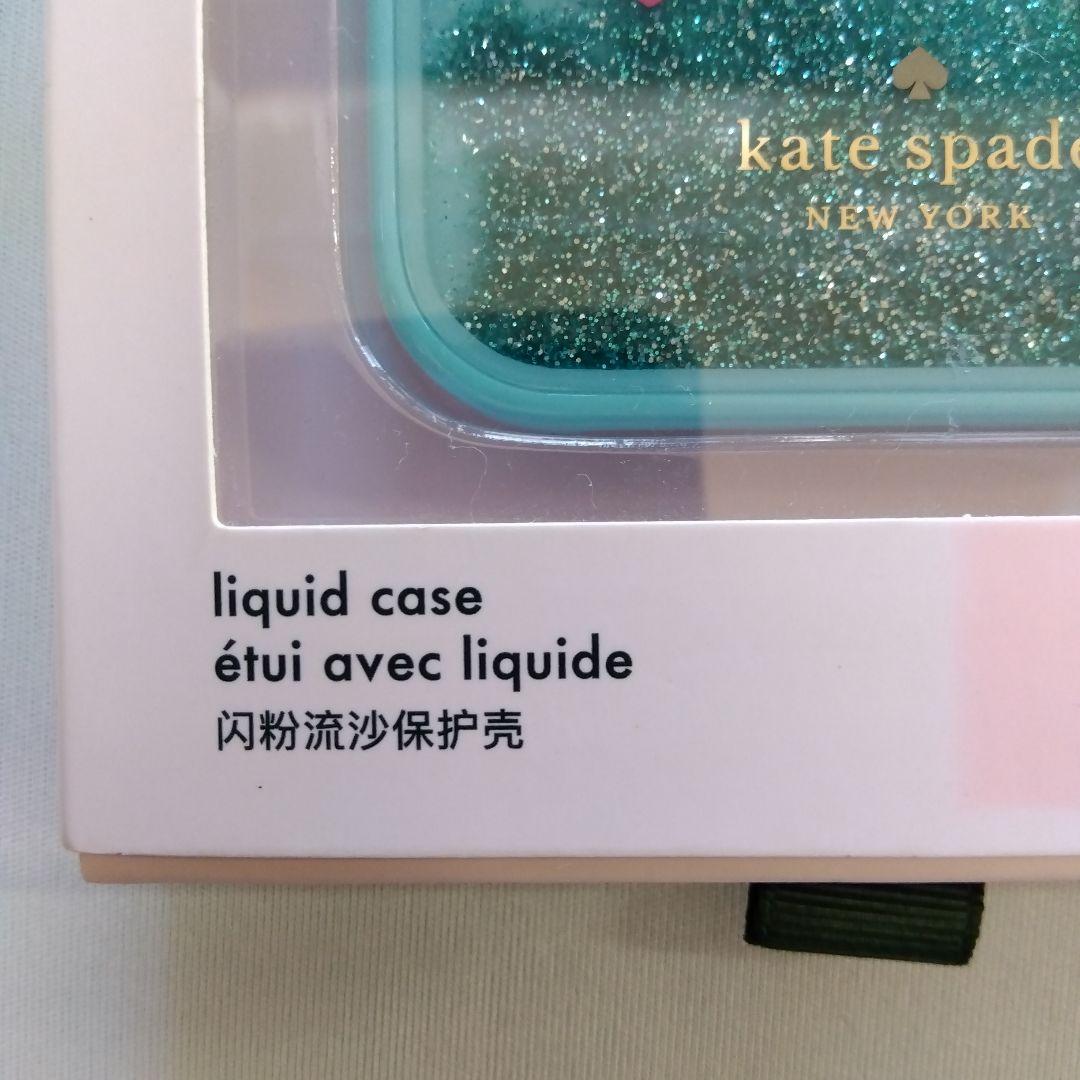 kate spade
NEW YORK
liquid case
étui avec liquide
闪粉流沙保护壳